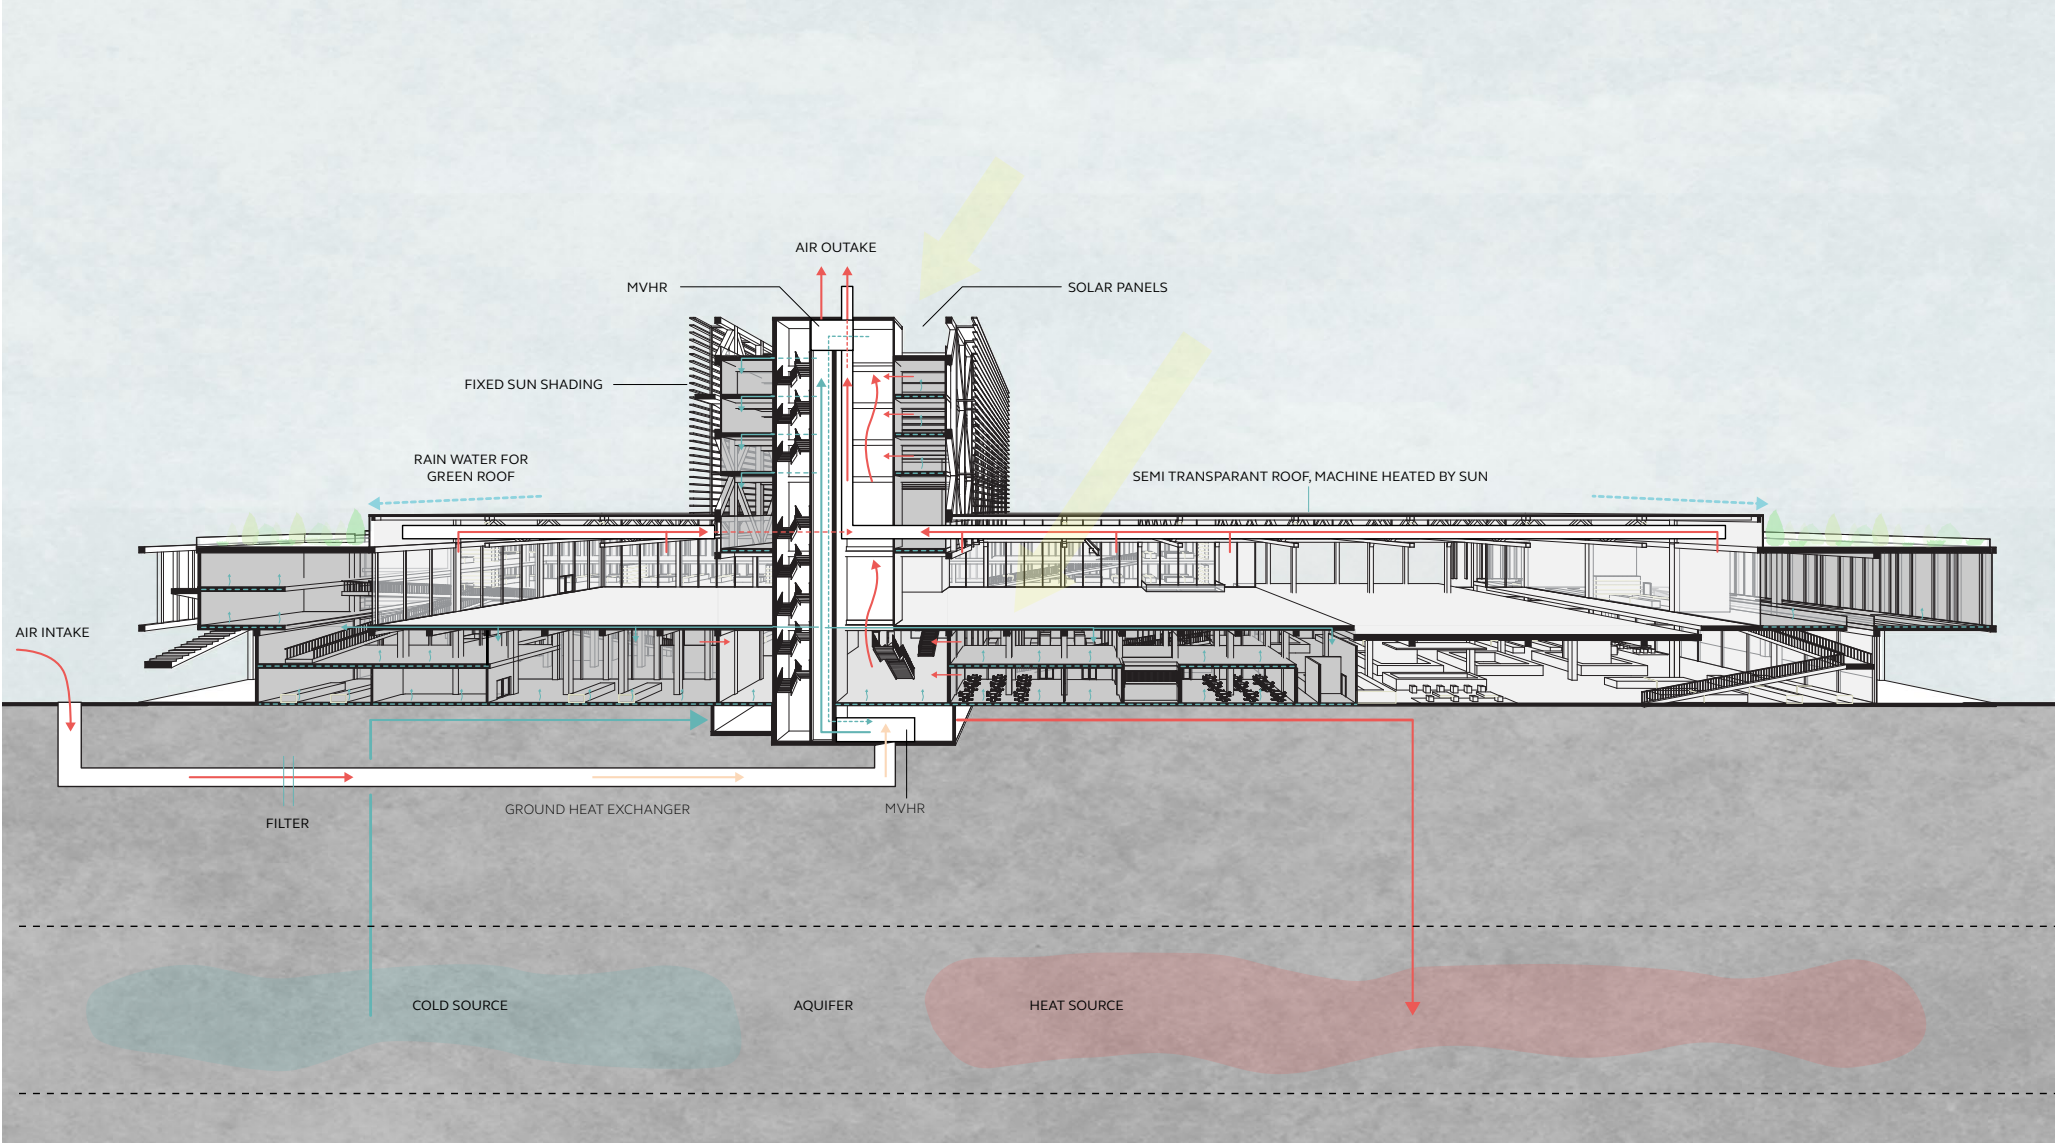 AIR OUTAKE
MVHR
SOLAR PANELS
FIXED SUN SHADING
RAIN WATER FOR
GREEN ROOF
SEMI TRANSPARANT ROOF, MACHINE HEATED BY SUN
AIR INTAKE
GROUND HEAT EXCHANGER
MVHR
FILTER
COLD SOURCE
AQUIFER
HEAT SOURCE